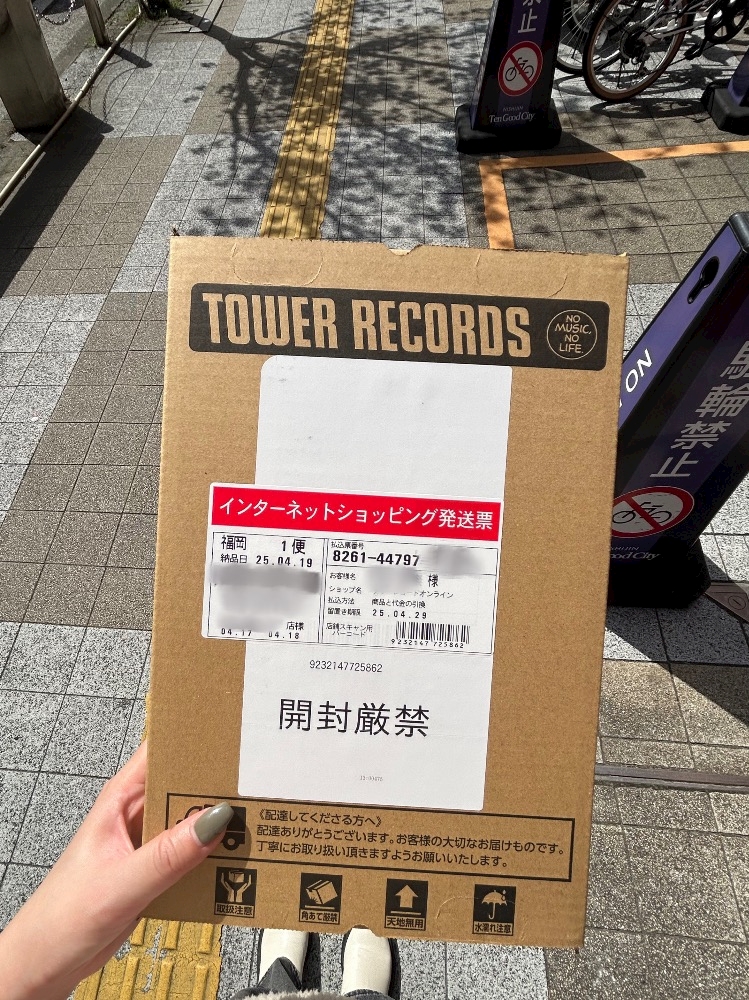 禁止
TenGoodCity
TOWER RECORDS
NO
MUSIC,
NO
LIFE.
NO
駐輪禁止
Good City
インターネットショッピング発送票
福岡 1便
納品日 25.04.19
店様
04.17 04.18
払込票番号
8261-44797
お客様名 様
ショップ名 オンライン
払込方法 商品と代金の引換
留置き期限 25.04.29
店舗スキャン用
バーコード
9232147725862
9232147725862
開封厳禁
《配達してくださる方へ》
配達ありがとうございます。お客様の大切なお届けものです。
丁寧にお取り扱い頂きますようお願いいたします。
取扱注意 角あて厳禁 天地無用 水濡れ注意